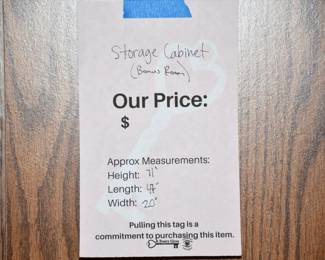 Storage Cabinet
(Bonus Room)
Our Price:
$
Approx Measurements:
Height: 71"
Length: 47"
Width: 20"
Pulling this tag is a
commitment to purchasing this item.